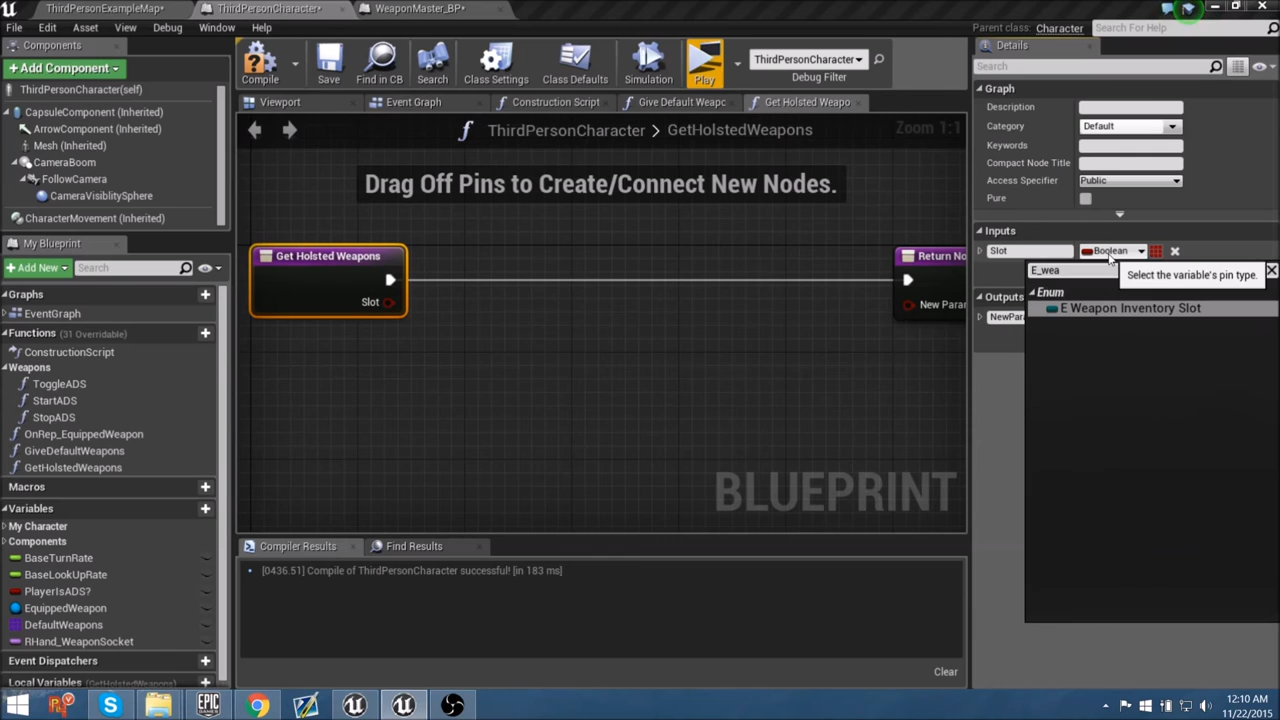 ThirdPersonExampleMap*
ThirdPersonCharacter*
WeaponMaster_BP*
File Edit Asset View Debug Window Help
Parent class: Character
Search For Help
Components
+Add Component
ThirdPersonCharacter(self)
CapsuleComponent (Inherited)
ArrowComponent (Inherited)
Mesh (Inherited)
CameraBoom
FollowCamera
CameraVisiblitySphere
CharacterMovement (Inherited)
My Blueprint
+Add New
Search
Graphs
EventGraph
Functions (31 Overridable)
ConstructionScript
Weapons
ToggleADS
StartADS
StopADS
OnRep_EquippedWeapon
GiveDefaultWeapons
GetHolstedWeapons
Macros
Variables
My Character
Components
BaseTurnRate
BaseLookUpRate
PlayerIsADS?
EquippedWeapon
DefaultWeapons
RHand_WeaponSocket
Event Dispatchers
Local Variables (GetHolstedWeapons)
Compile
Save
Find in CB
Search
Class Settings
Class Defaults
Simulation
Play
ThirdPersonCharacter
Debug Filter
Viewport
Event Graph
Construction Script
Give Default Weapc
Get Holsted Weapo
ThirdPersonCharacter > GetHolstedWeapons
Zoom 1:1
Drag Off Pins to Create/Connect New Nodes.
Get Holsted Weapons
Slot
Return No
New Param
BLUEPRINT
Compiler Results
Find Results
[0436.51] Compile of ThirdPersonCharacter successful! [in 183 ms]
Clear
Details
Search
Graph
Description
Category
Default
Keywords
Compact Node Title
Access Specifier
Public
Pure
Inputs
Slot
Boolean
E_wea
Select the variable's pin type.
Enum
E Weapon Inventory Slot
Outputs
NewPara
EPIC
GAMES
12:10 AM
11/22/2015